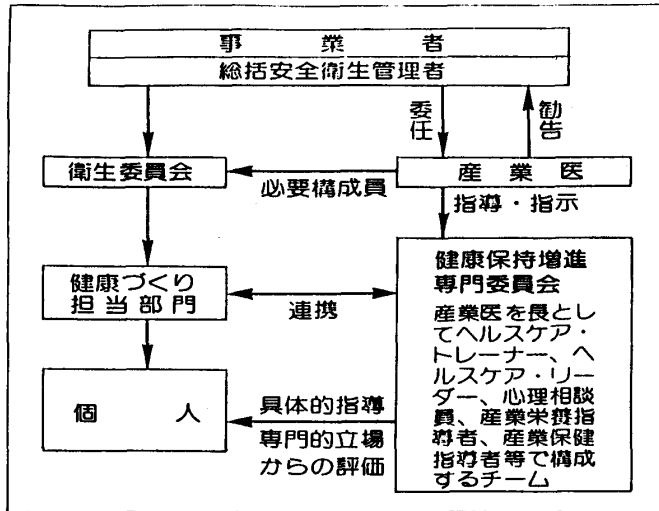 事業者
総括安全衛生管理者
委任
勧告
衛生委員会
必要構成員
産業医
指導・指示
健康づくり
担当部門
連携
健康保持増進
専門委員会
産業医を長とし
てヘルスケア・
トレーナー、ヘ
ルスケア・リー
ダー、心理相談
員、産業栄養指
導者、産業保健
指導者等で構成
するチーム
個人
具体的指導
専門的立場
からの評価